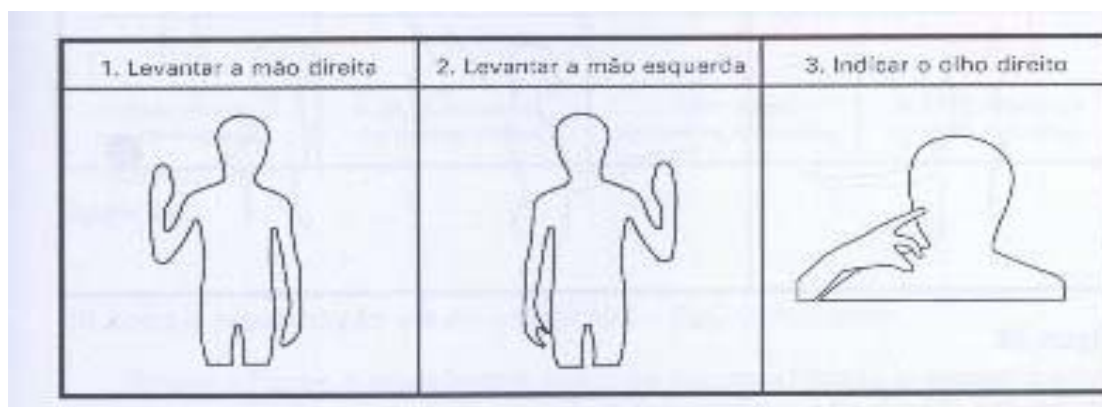 1. Levantar a mão direita
2. Levantar a mão esquerda
3. Indicar o olho direito